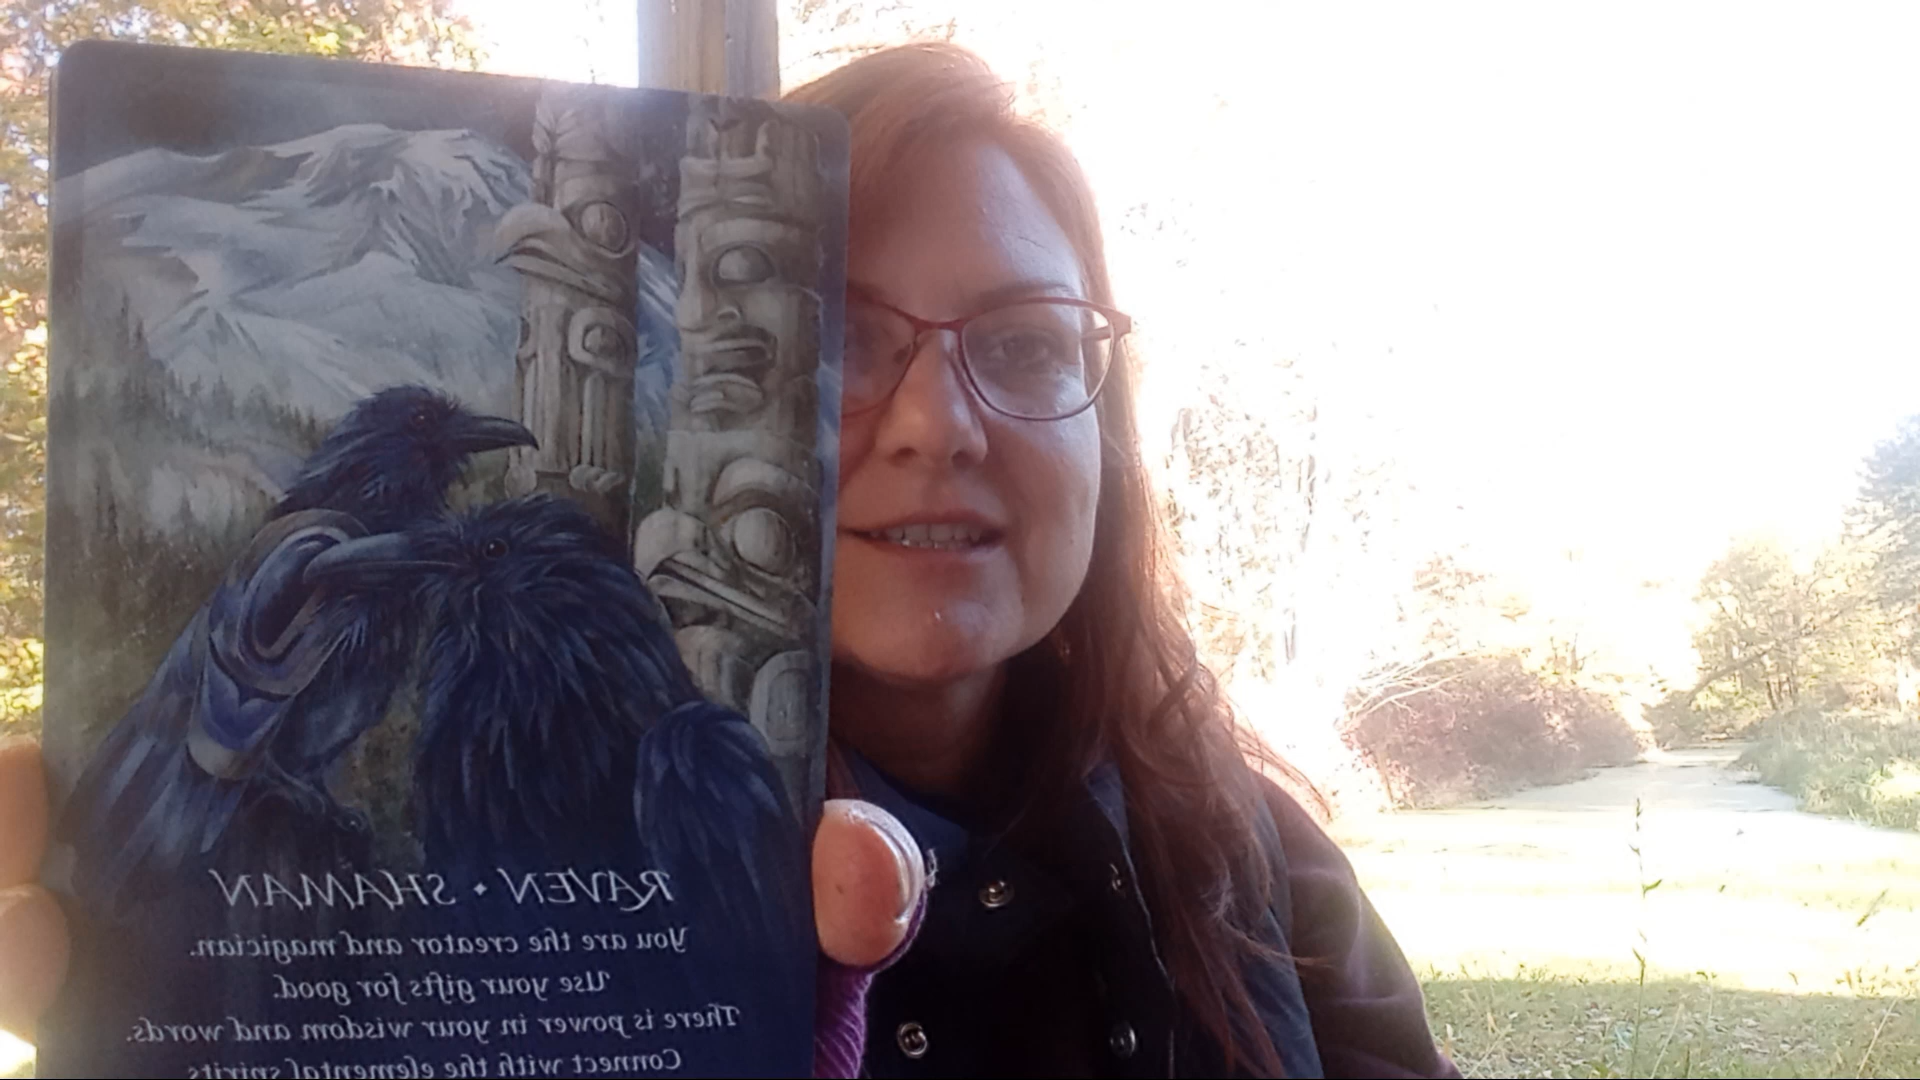 RAVEN • SHAMAN
You are the creator and magician.
Use your gifts for good.
There is power in your wisdom and words.
Connect with the elemental spirits